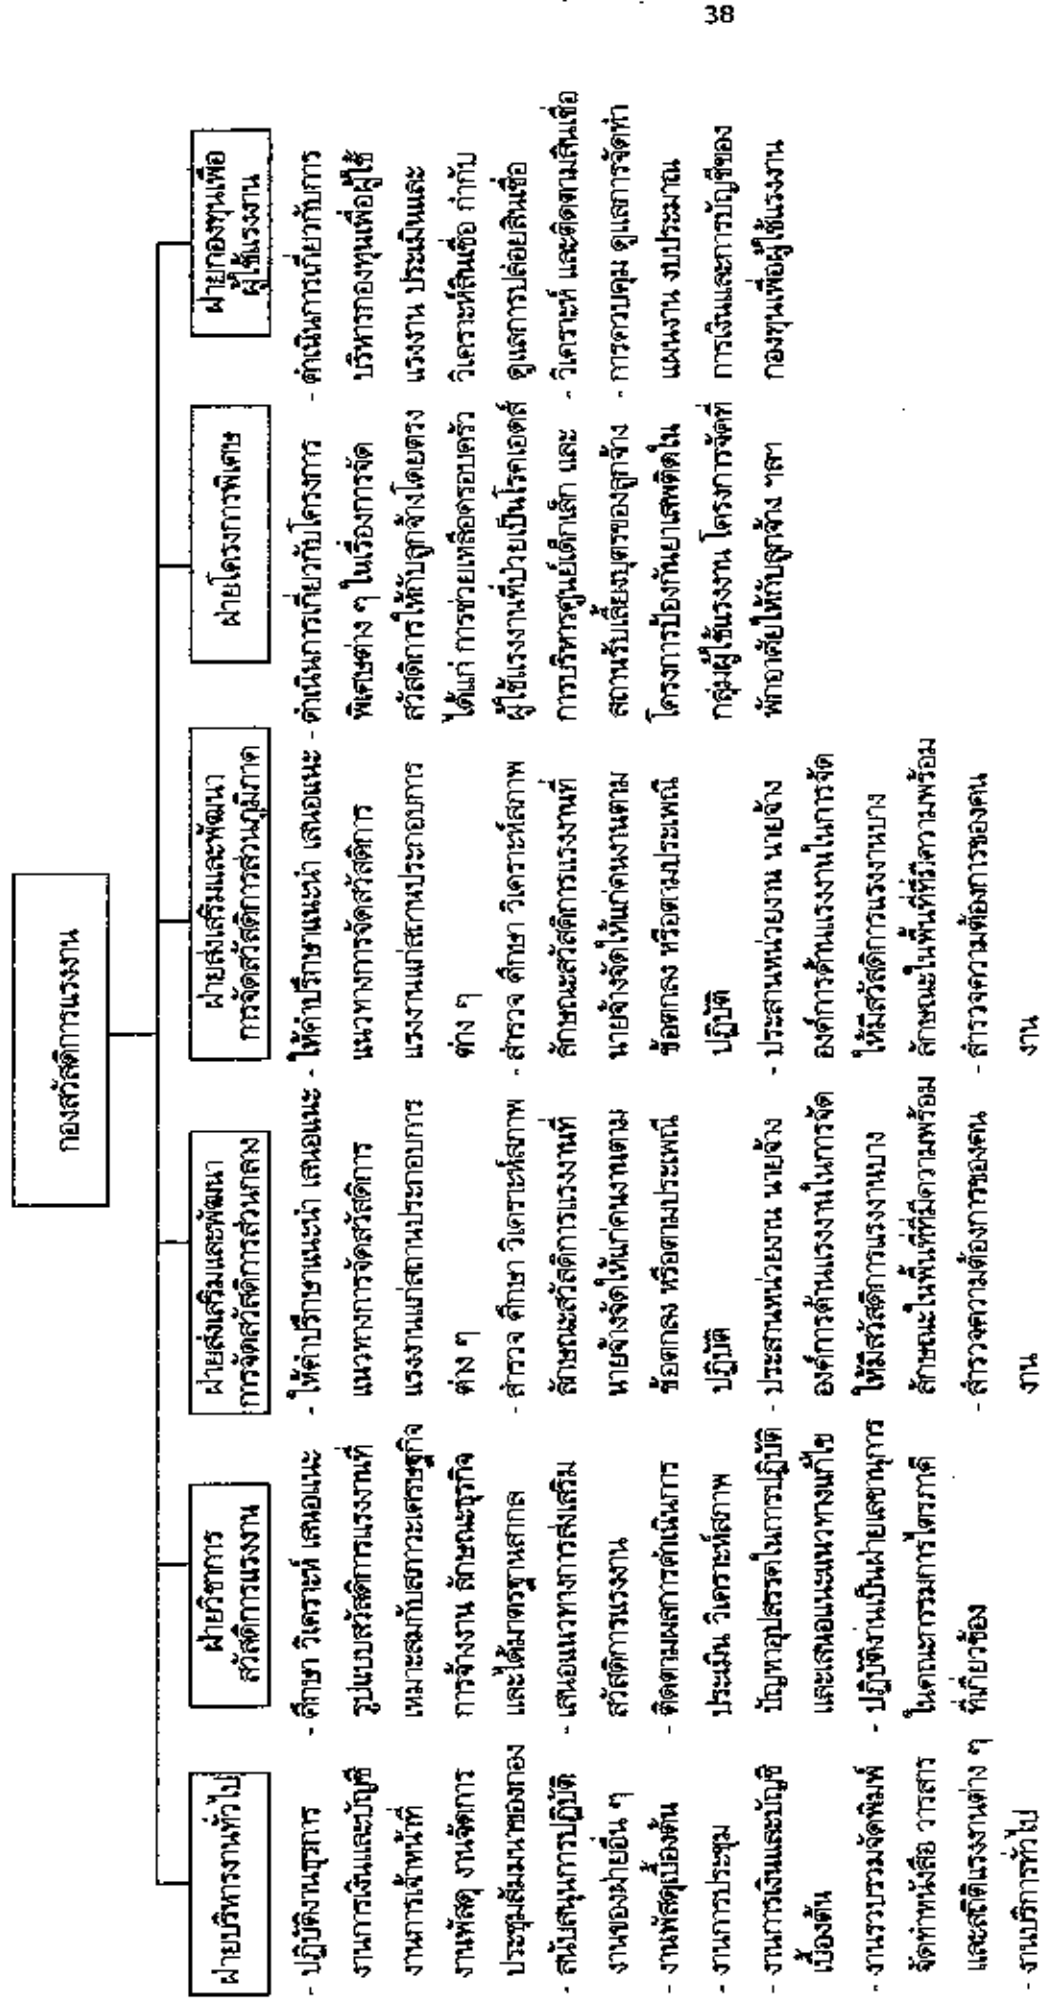 38
กองสวัสดิการแรงงาน
ฝ่ายบริหารงานทั่วไป
- ปฏิบัติงานธุรการ
งานการเงินและบัญชี
งานการเจ้าหน้าที่
งานพัสดุ งานจัดการ
ประชุมสัมมนาของกอง
- สนับสนุนการปฏิบัติ
งานของฝ่ายอื่น ๆ
- งานพัสดุเบื้องต้น
- งานการประชุม
- งานการเงินและบัญชี
เบื้องต้น
- งานรวบรวมจัดพิมพ์
จัดทำหนังสือ วารสาร
และสถิติแรงงานต่าง ๆ
- งานบริการทั่วไป
ฝ่ายวิชาการ
สวัสดิการแรงงาน
- ศึกษา วิเคราะห์ เสนอแนะ
รูปแบบสวัสดิการแรงงานที่
เหมาะสมกับสภาวะเศรษฐกิจ
การจ้างงาน ลักษณะธุรกิจ
และได้มาตรฐานสากล
- เสนอแนวทางการส่งเสริม
สวัสดิการแรงงาน
- ติดตามผลการดำเนินการ
ประเมิน วิเคราะห์สภาพ
ปัญหาอุปสรรคในการปฏิบัติ
และเสนอแนะแนวทางแก้ไข
- ปฏิบัติงานเป็นฝ่ายเลขานุการ
ในคณะกรรมการไตรภาคี
ที่เกี่ยวข้อง
ฝ่ายส่งเสริมและพัฒนา
การจัดสวัสดิการส่วนกลาง
- ให้คำปรึกษาแนะนำ เสนอแนะ
แนวทางการจัดสวัสดิการ
แรงงานแก่สถานประกอบการ
ต่าง ๆ
- สำรวจ ศึกษา วิเคราะห์สภาพ
ลักษณะสวัสดิการแรงงานที่
นายจ้างจัดให้แก่คนงานตาม
ข้อตกลง หรือตามประเพณี
ปฏิบัติ
- ประสานหน่วยงาน นายจ้าง
องค์การด้านแรงงานในการจัด
ให้มีสวัสดิการแรงงานบาง
ลักษณะในพื้นที่ที่มีความพร้อม
- สำรวจความต้องการของคน
งาน
ฝ่ายส่งเสริมและพัฒนา
การจัดสวัสดิการส่วนภูมิภาค
- ให้คำปรึกษาแนะนำ เสนอแนะ
แนวทางการจัดสวัสดิการ
แรงงานแก่สถานประกอบการ
ต่าง ๆ
- สำรวจ ศึกษา วิเคราะห์สภาพ
ลักษณะสวัสดิการแรงงานที่
นายจ้างจัดให้แก่คนงานตาม
ข้อตกลง หรือตามประเพณี
ปฏิบัติ
- ประสานหน่วยงาน นายจ้าง
องค์การด้านแรงงานในการจัด
ให้มีสวัสดิการแรงงานบาง
ลักษณะในพื้นที่ที่มีความพร้อม
- สำรวจความต้องการของคน
งาน
ฝ่ายโครงการพิเศษ
- ดำเนินการเกี่ยวกับโครงการ
พิเศษต่าง ๆ ในเรื่องการจัด
สวัสดิการให้กับลูกจ้างโดยตรง
ได้แก่ การช่วยเหลือครอบครัว
ผู้ใช้แรงงานที่ป่วยเป็นโรคเอดส์
การบริหารศูนย์เด็กเล็ก และ
สถานรับเลี้ยงบุตรของลูกจ้าง
โครงการป้องกันยาเสพติดใน
กลุ่มผู้ใช้แรงงาน โครงการจัดที่
พักอาศัยให้กับลูกจ้าง ฯลฯ
ฝ่ายกองทุนเพื่อ
ผู้ใช้แรงงาน
- ดำเนินการเกี่ยวกับการ
บริหารกองทุนเพื่อผู้ใช้
แรงงาน ประเมินและ
วิเคราะห์สินเชื่อ กำกับ
ดูแลการปล่อยสินเชื่อ
- วิเคราะห์ และติดตามสินเชื่อ
- การควบคุม ดูแลการจัดทำ
แผนงาน งบประมาณ
การเงินและการบัญชีของ
กองทุนเพื่อผู้ใช้แรงงาน